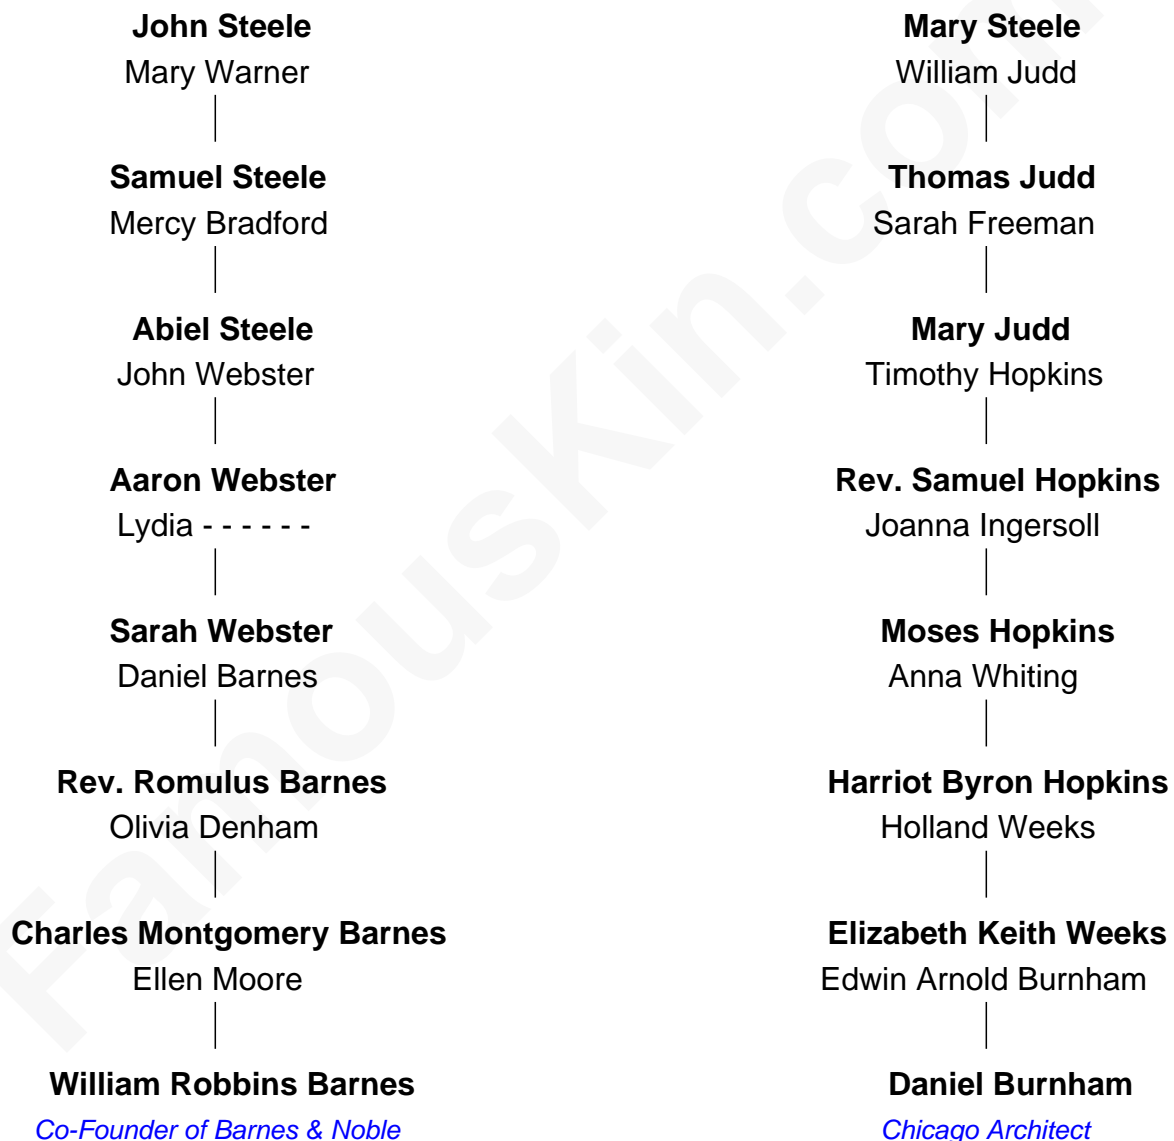 John Steele
Mary Warner
Samuel Steele
Mercy Bradford
Abiel Steele
John Webster
Aaron Webster
Lydia - - - - - -
Sarah Webster
Daniel Barnes
Rev. Romulus Barnes
Olivia Denham
Charles Montgomery Barnes
Ellen Moore
William Robbins Barnes
Co-Founder of Barnes & Noble
Mary Steele
William Judd
Thomas Judd
Sarah Freeman
Mary Judd
Timothy Hopkins
Rev. Samuel Hopkins
Joanna Ingersoll
Moses Hopkins
Anna Whiting
Harriot Byron Hopkins
Holland Weeks
Elizabeth Keith Weeks
Edwin Arnold Burnham
Daniel Burnham
Chicago Architect
FamousKin.com